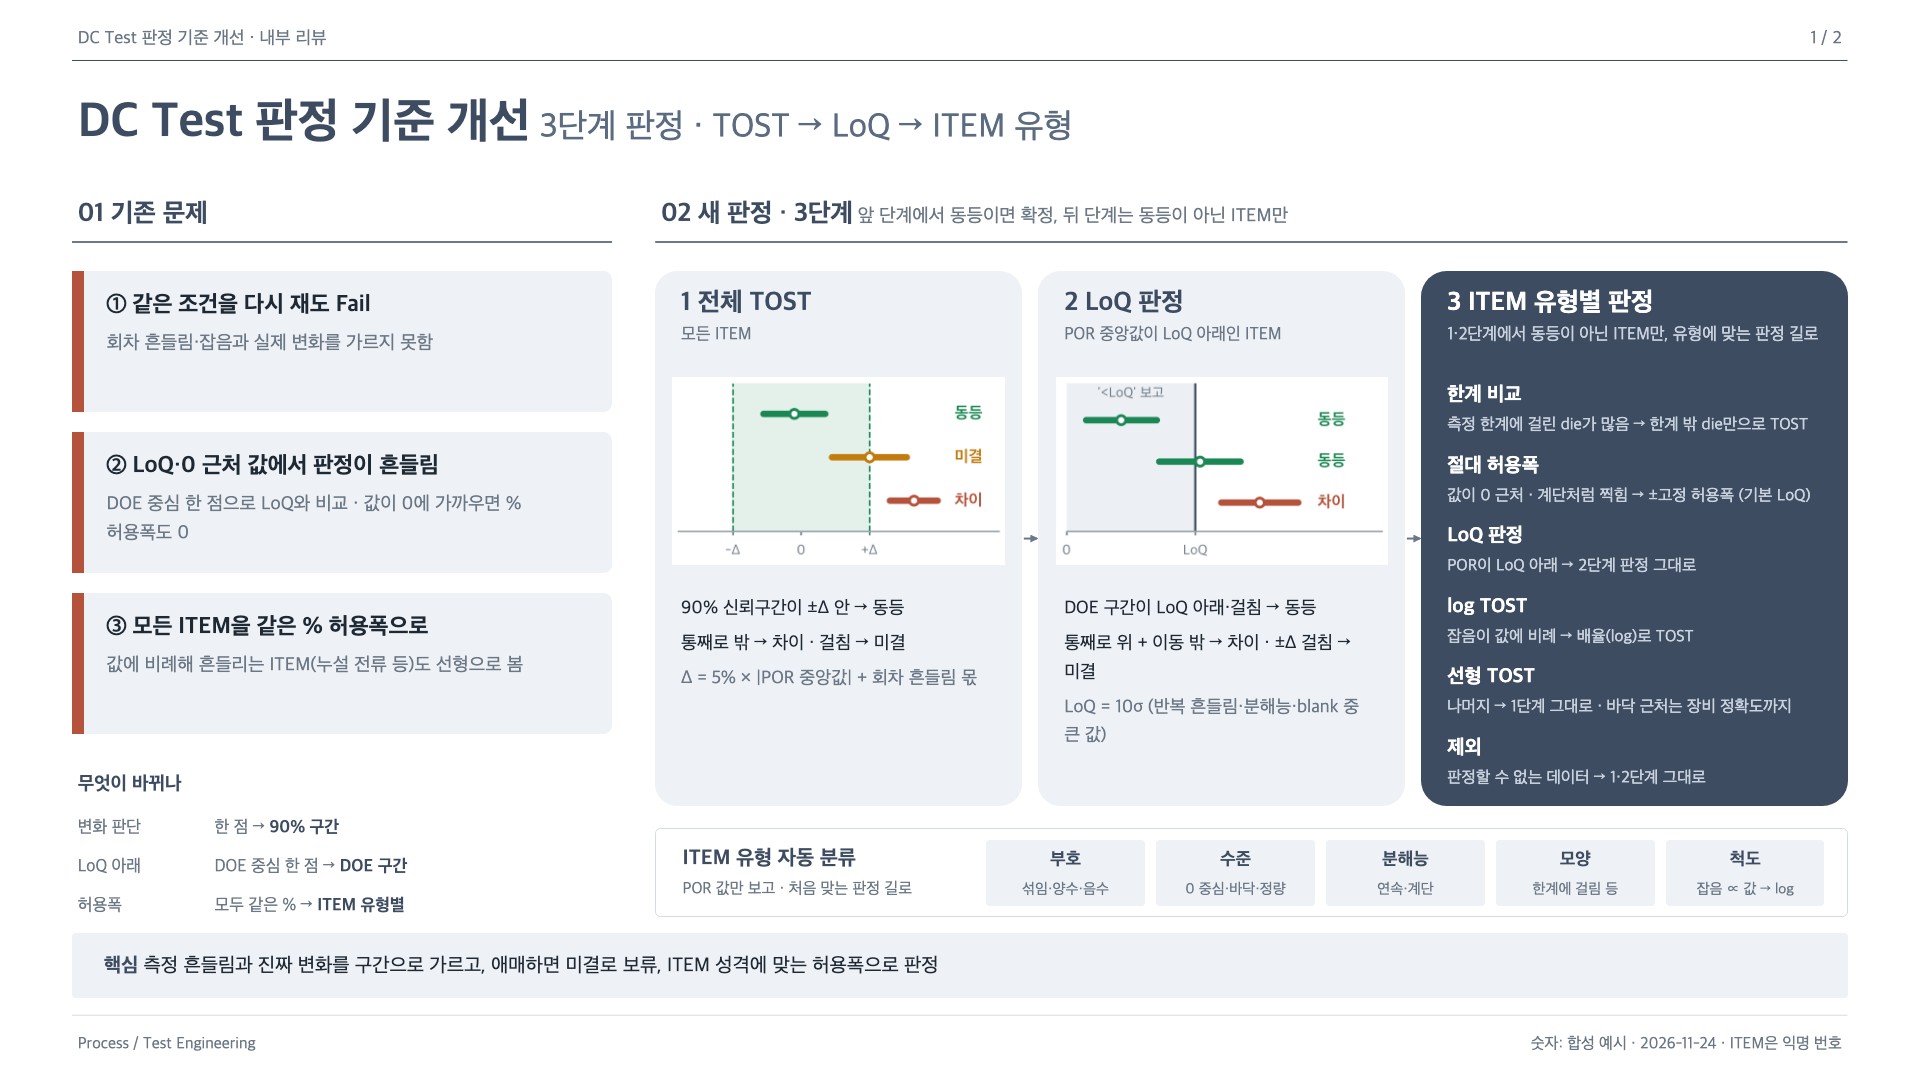 DC Test 판정 기준 개선 · 내부 리뷰
1 / 2
DC Test 판정 기준 개선 3단계 판정 · TOST → LoQ → ITEM 유형
01 기존 문제
① 같은 조건을 다시 재도 Fail
회차 흔들림·잡음과 실제 변화를 가르지 못함
② LoQ·0 근처 값에서 판정이 흔들림
DOE 중심 한 점으로 LoQ와 비교 · 값이 0에 가까우면 %
허용폭도 0
③ 모든 ITEM을 같은 % 허용폭으로
값에 비례해 흔들리는 ITEM(누설 전류 등)도 선형으로 봄
무엇이 바뀌나
변화 판단 한 점 → 90% 구간
LoQ 아래 DOE 중심 한 점 → DOE 구간
허용폭 모두 같은 % → ITEM 유형별
02 새 판정 · 3단계 앞 단계에서 동등이면 확정, 뒤 단계는 동등이 아닌 ITEM만
1 전체 TOST
모든 ITEM
동등
미결
차이
-Δ 0 +Δ
90% 신뢰구간이 ±Δ 안 → 동등
통째로 밖 → 차이 · 걸침 → 미결
Δ = 5% × |POR 중앙값| + 회차 흔들림 몫
2 LoQ 판정
POR 중앙값이 LoQ 아래인 ITEM
'<LoQ' 보고
동등
동등
차이
0 LoQ
DOE 구간이 LoQ 아래·걸침 → 동등
통째로 위 + 이동 밖 → 차이 · ±Δ 걸침 →
미결
LoQ = 10σ (반복 흔들림·분해능·blank 중
큰 값)
3 ITEM 유형별 판정
1·2단계에서 동등이 아닌 ITEM만, 유형에 맞는 판정 길로
한계 비교
측정 한계에 걸린 die가 많음 → 한계 밖 die만으로 TOST
절대 허용폭
값이 0 근처 · 계단처럼 찍힘 → ±고정 허용폭 (기본 LoQ)
LoQ 판정
POR이 LoQ 아래 → 2단계 판정 그대로
log TOST
잡음이 값에 비례 → 배율(log)로 TOST
선형 TOST
나머지 → 1단계 그대로 · 바닥 근처는 장비 정확도까지
제외
판정할 수 없는 데이터 → 1·2단계 그대로
ITEM 유형 자동 분류
POR 값만 보고 · 처음 맞는 판정 길로
부호
섞임·양수·음수
수준
0 중심·바닥·정량
분해능
연속·계단
모양
한계에 걸림 등
척도
잡음 ∝ 값 → log
핵심 측정 흔들림과 진짜 변화를 구간으로 가르고, 애매하면 미결로 보류, ITEM 성격에 맞는 허용폭으로 판정
Process / Test Engineering
숫자: 합성 예시 · 2026-11-24 · ITEM은 익명 번호